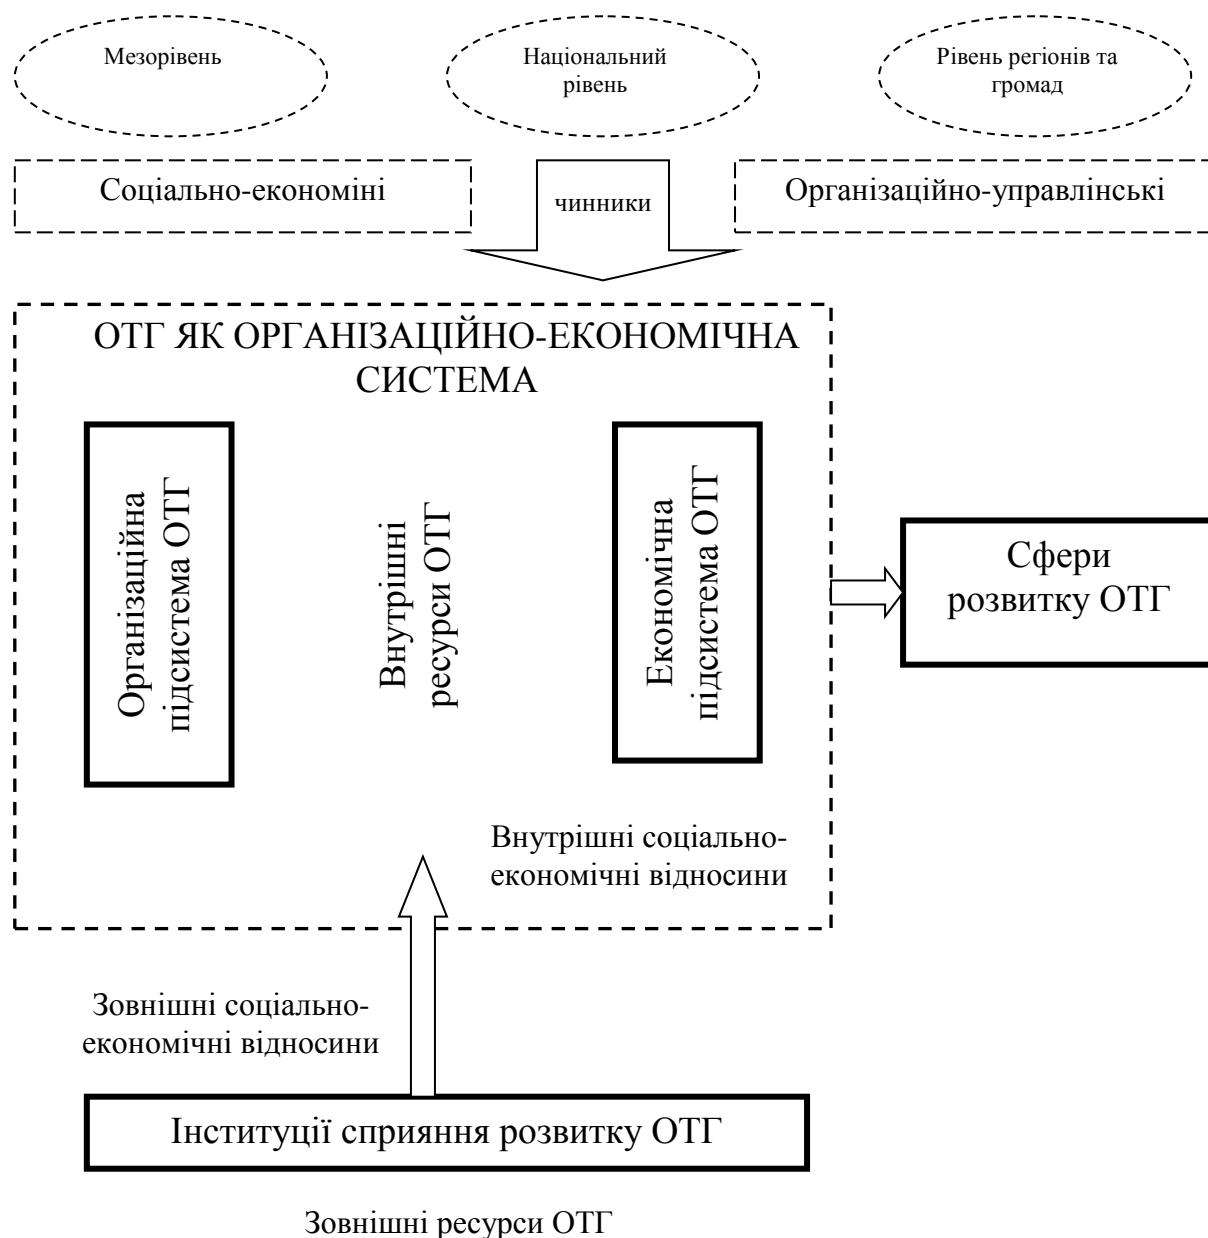 Мезорівень
Національний
рівень
Рівень регіонів та
громад
Соціально-економіні
чинники
Організаційно-управлінські
ОТГ ЯК ОРГАНІЗАЦІЙНО-ЕКОНОМІЧНА
СИСТЕМА
Організаційна
підсистема ОТГ
Внутрішні
ресурси ОТГ
Економічна
підсистема ОТГ
Сфери
розвитку ОТГ
Внутрішні соціально-
економічні відносини
Зовнішні соціально-
економічні відносини
Інституції сприяння розвитку ОТГ
Зовнішні ресурси ОТГ